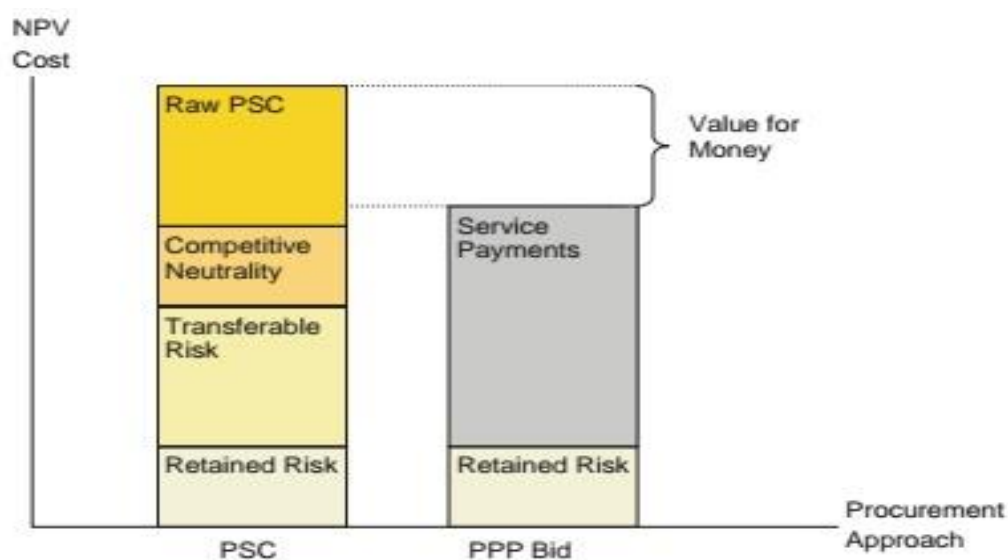 NPV
Cost
Raw PSC
Value for
Money
Competitive
Neutrality
Service
Payments
Transferable
Risk
Retained Risk
Retained Risk
Procurement
Approach
PSC
PPP Bid